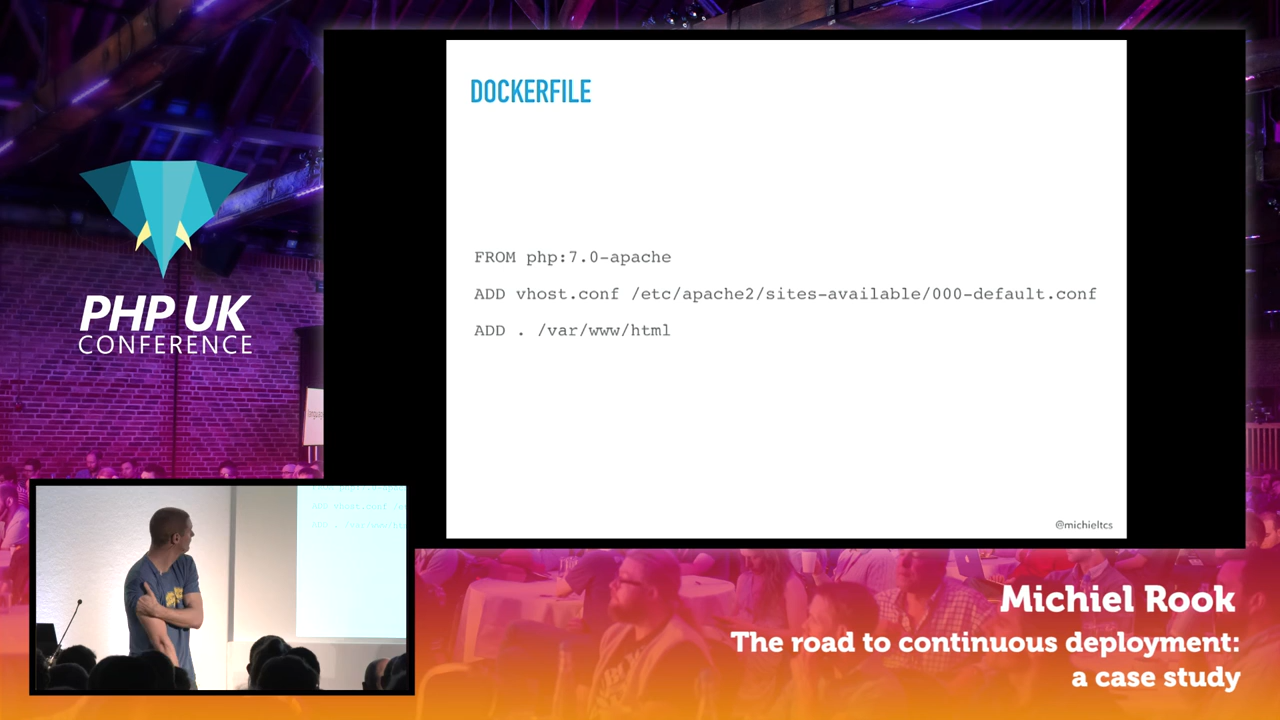 DOCKERFILE
FROM php:7.0-apache
ADD vhost.conf /etc/apache2/sites-available/000-default.conf
ADD . /var/www/html
@michieltcs
PHP UK
CONFERENCE
Michiel Rook
The road to continuous deployment:
a case study